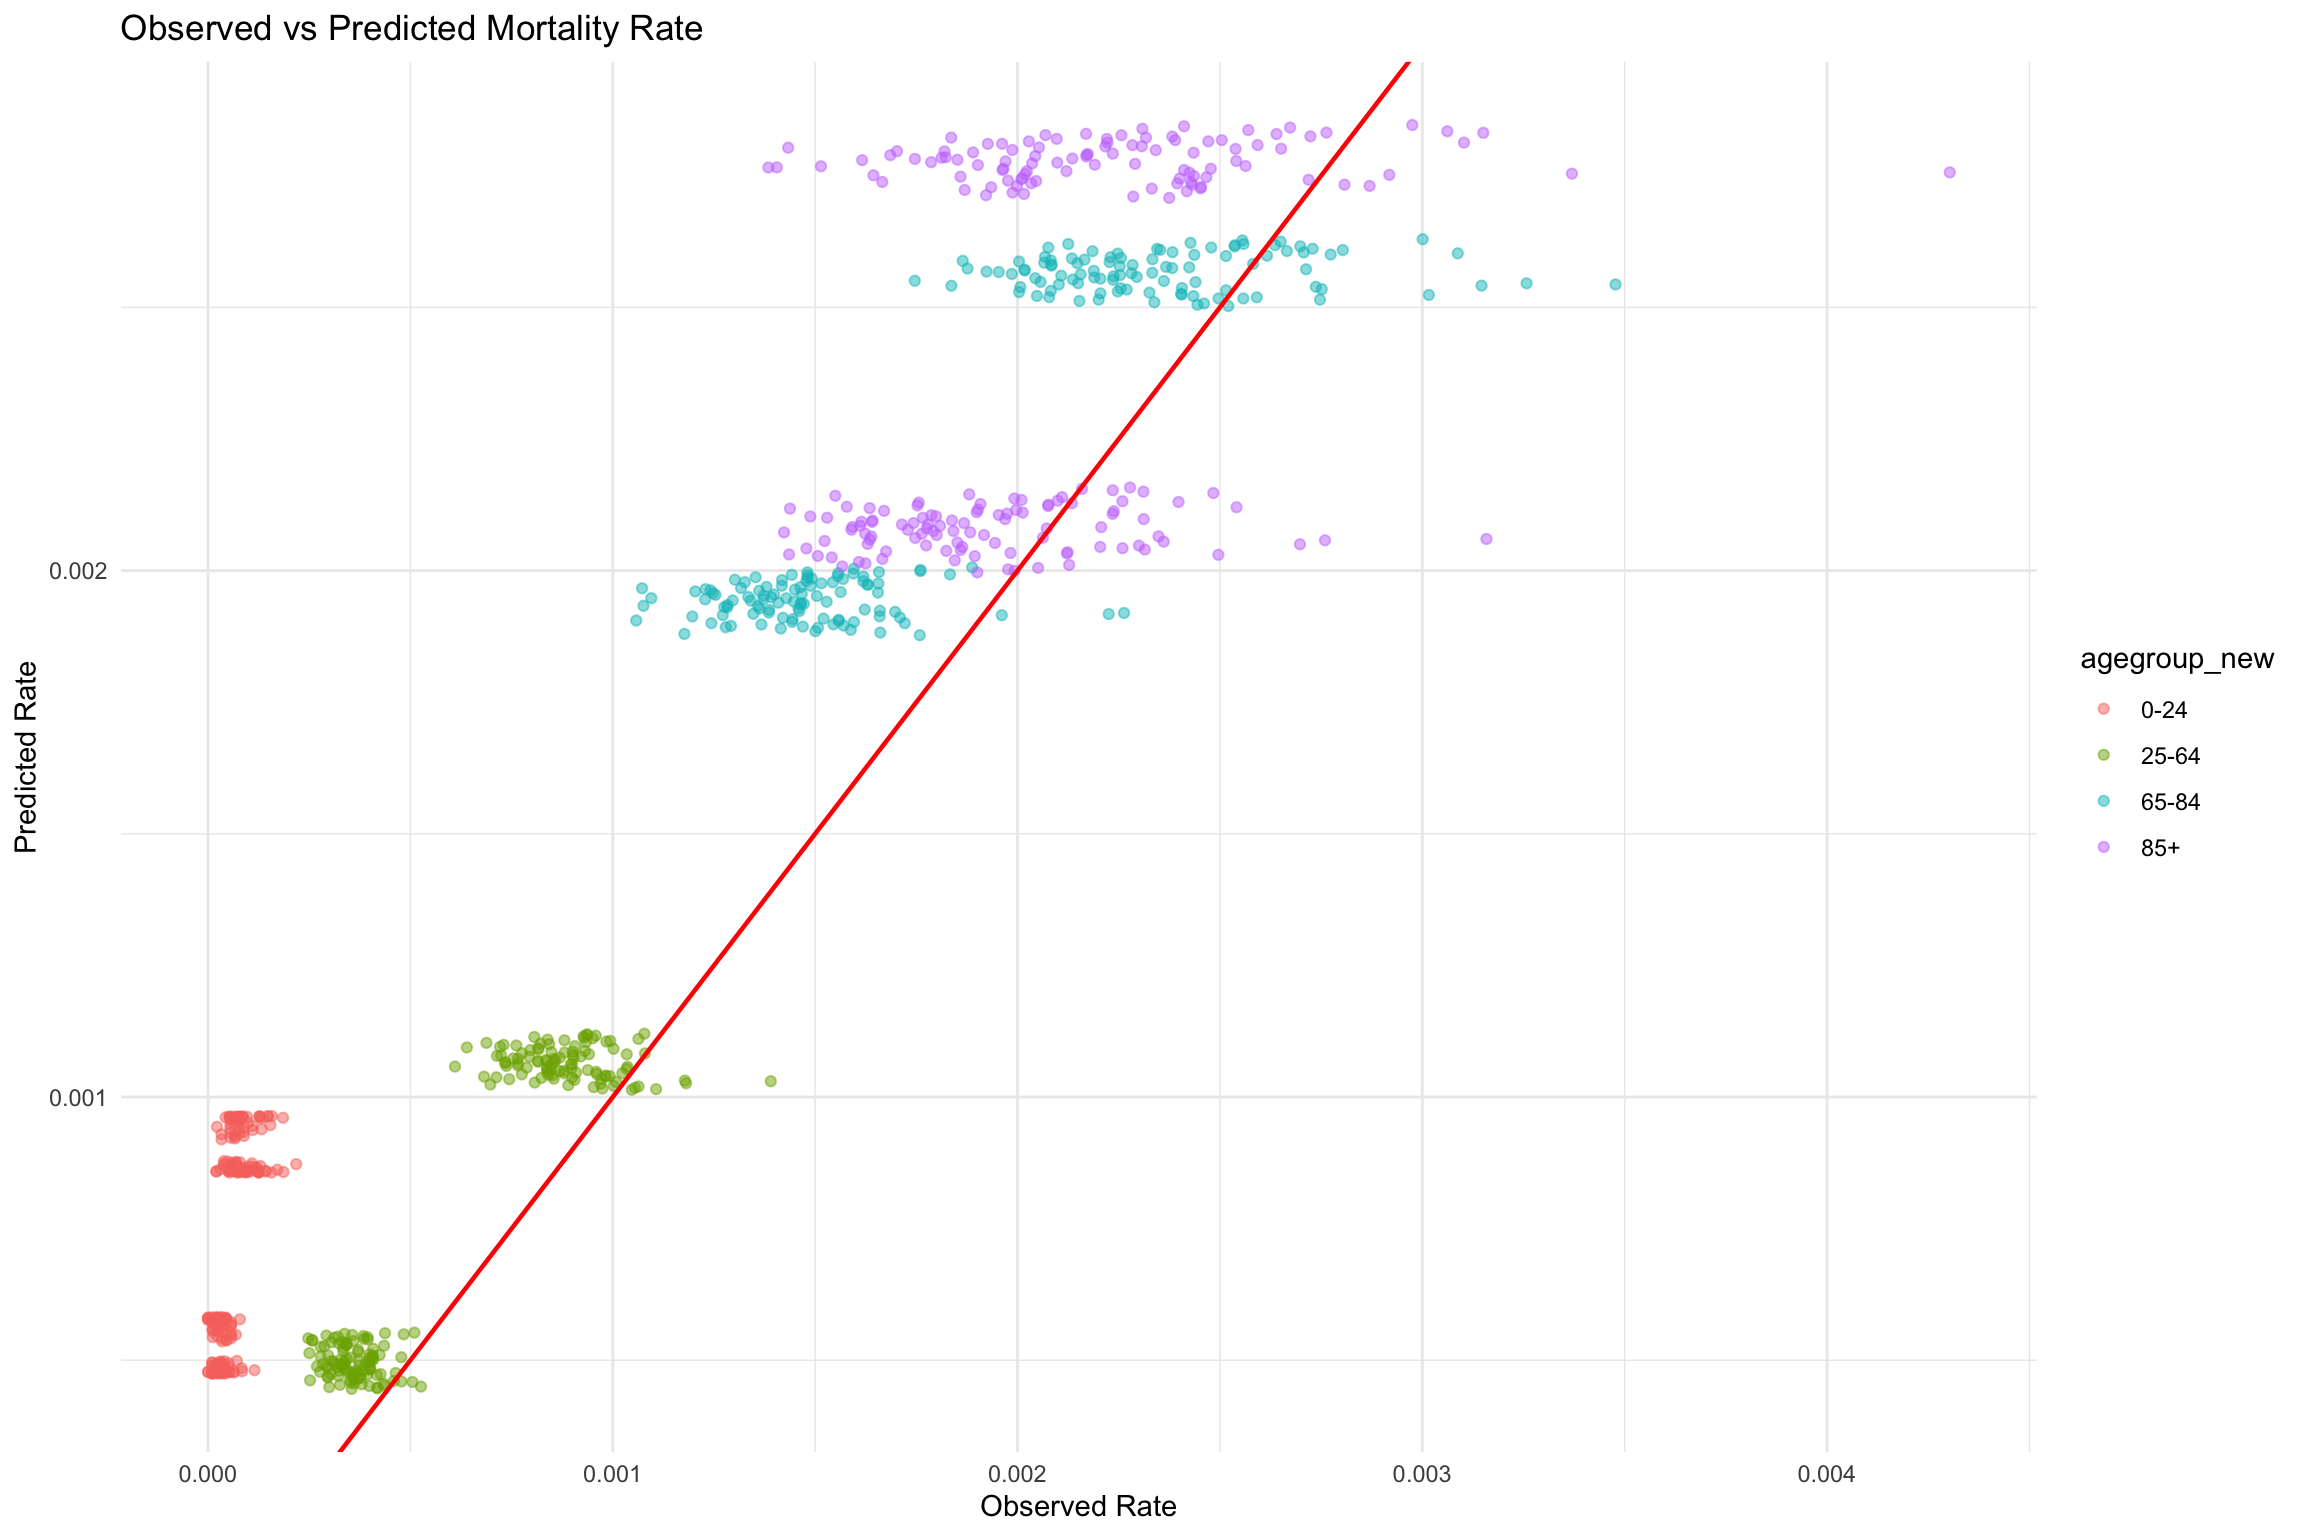 Observed vs Predicted Mortality Rate
Predicted Rate
0.002
0.001
0.000
0.001
0.002
0.003
0.004
Observed Rate
agegroup_new
0-24
25-64
65-84
85+